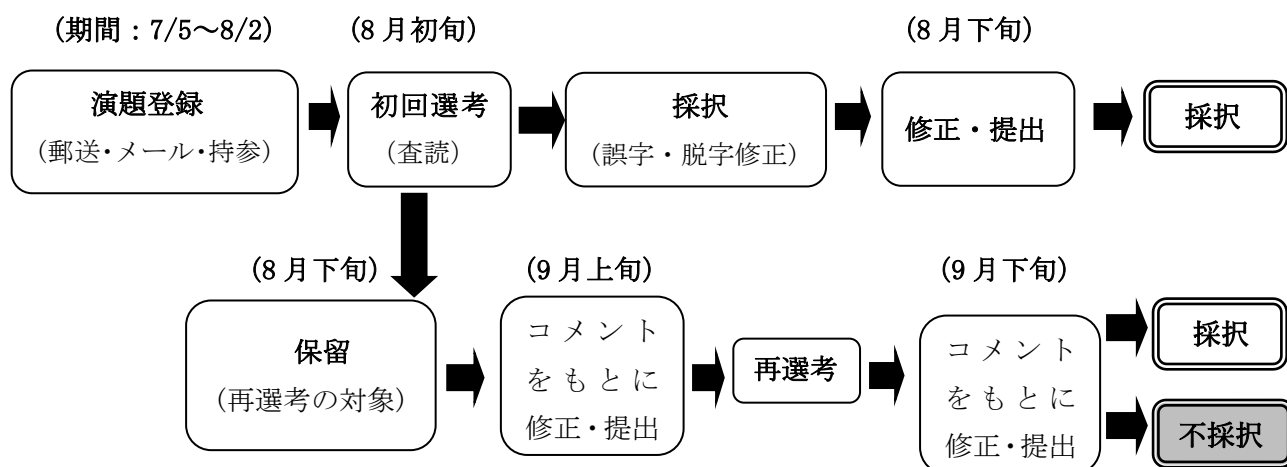 (期間：7/5～8/2)
(8月初旬)
(8月下旬)
演題登録
(郵送・メール・持参)
初回選考
(査読)
採択
(誤字・脱字修正)
修正・提出
採択
(8月下旬)
(9月上旬)
(9月下旬)
保留
(再選考の対象)
コメント
をもとに
修正・提出
再選考
コメント
をもとに
修正・提出
採択
不採択